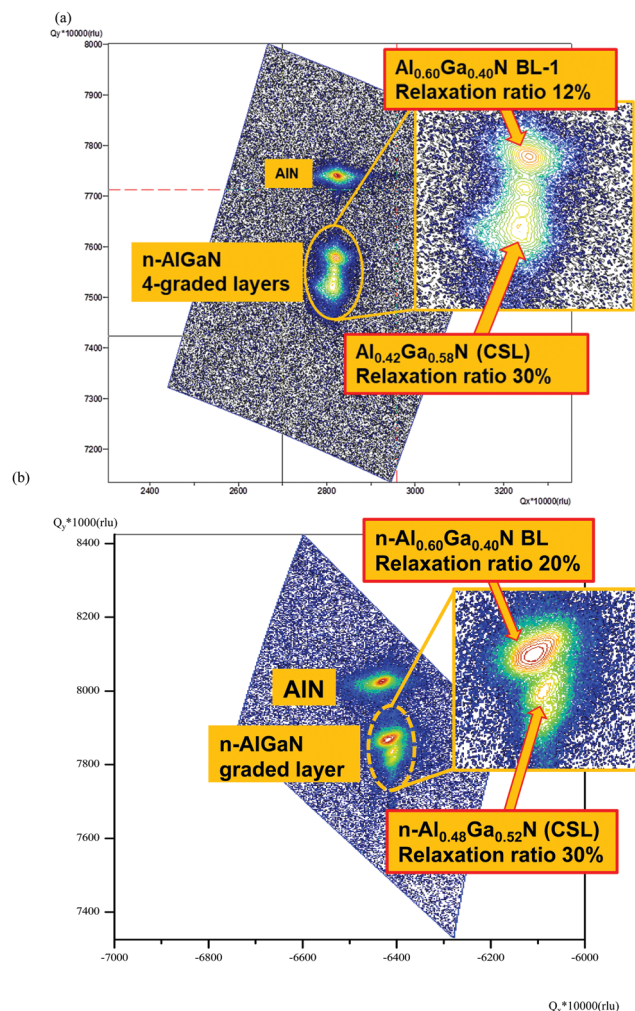 (a)
Qy*10000(rlu)
8000
7900
7800
7700
7600
7500
7400
7300
7200
2400
2600
2800
3000
3200
Qx*10000(rlu)
Al0.60Ga0.40N BL-1
Relaxation ratio 12%
AlN
n-AlGaN
4-graded layers
Al0.42Ga0.58N (CSL)
Relaxation ratio 30%
(b)
Qy*1000(rlu)
8400
8200
8000
7800
7600
7400
-7000
-6800
-6600
-6400
-6200
-6000
Qx*10000(rlu)
n-Al0.60Ga0.40N BL
Relaxation ratio 20%
AlN
n-AlGaN
graded layer
n-Al0.48Ga0.52N (CSL)
Relaxation ratio 30%